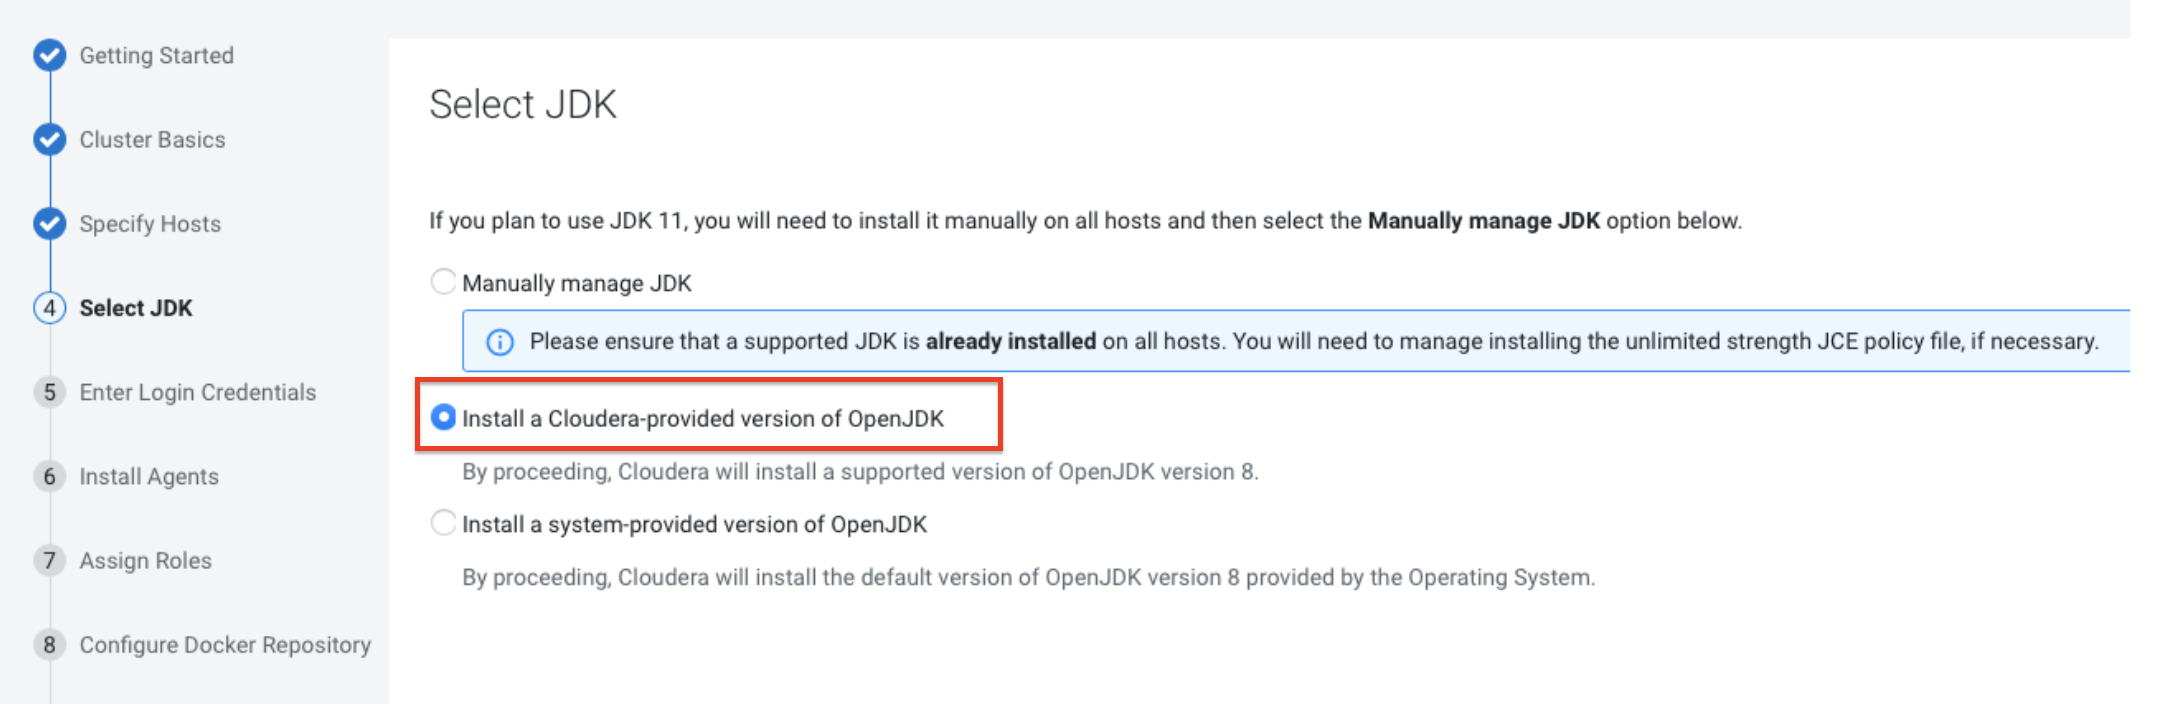 Getting Started
Cluster Basics
Specify Hosts
4 Select JDK
5 Enter Login Credentials
6 Install Agents
7 Assign Roles
8 Configure Docker Repository
Select JDK
If you plan to use JDK 11, you will need to install it manually on all hosts and then select the Manually manage JDK option below.
Manually manage JDK
Please ensure that a supported JDK is already installed on all hosts. You will need to manage installing the unlimited strength JCE policy file, if necessary.
Install a Cloudera-provided version of OpenJDK
By proceeding, Cloudera will install a supported version of OpenJDK version 8.
Install a system-provided version of OpenJDK
By proceeding, Cloudera will install the default version of OpenJDK version 8 provided by the Operating System.